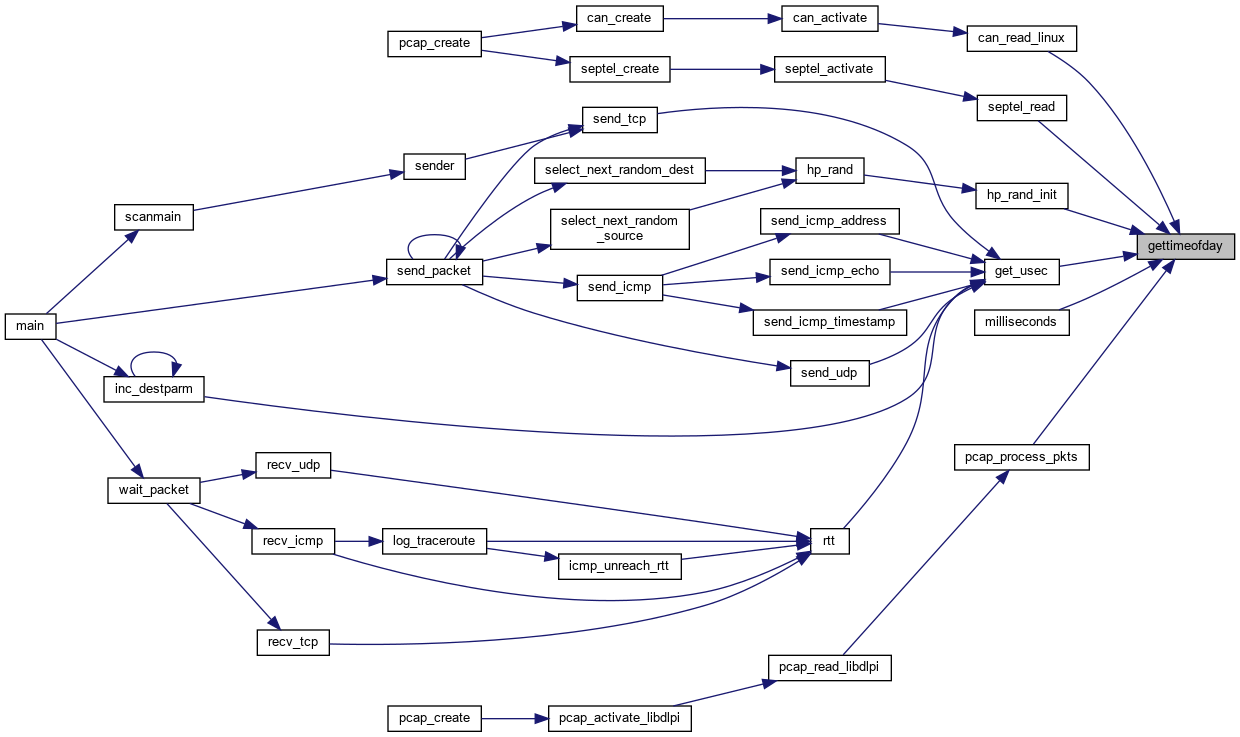 can_create
can_activate
can_read_linux
pcap_create
septel_create
septel_activate
septel_read
send_tcp
sender
select_next_random_dest
hp_rand
hp_rand_init
scanmain
select_next_random
_source
send_icmp_address
gettimeofday
send_packet
send_icmp
send_icmp_echo
get_usec
main
send_icmp_timestamp
milliseconds
inc_destparm
send_udp
recv_udp
pcap_process_pkts
wait_packet
recv_icmp
log_traceroute
icmp_unreach_rtt
rtt
recv_tcp
pcap_read_libdlpi
pcap_create
pcap_activate_libdlpi